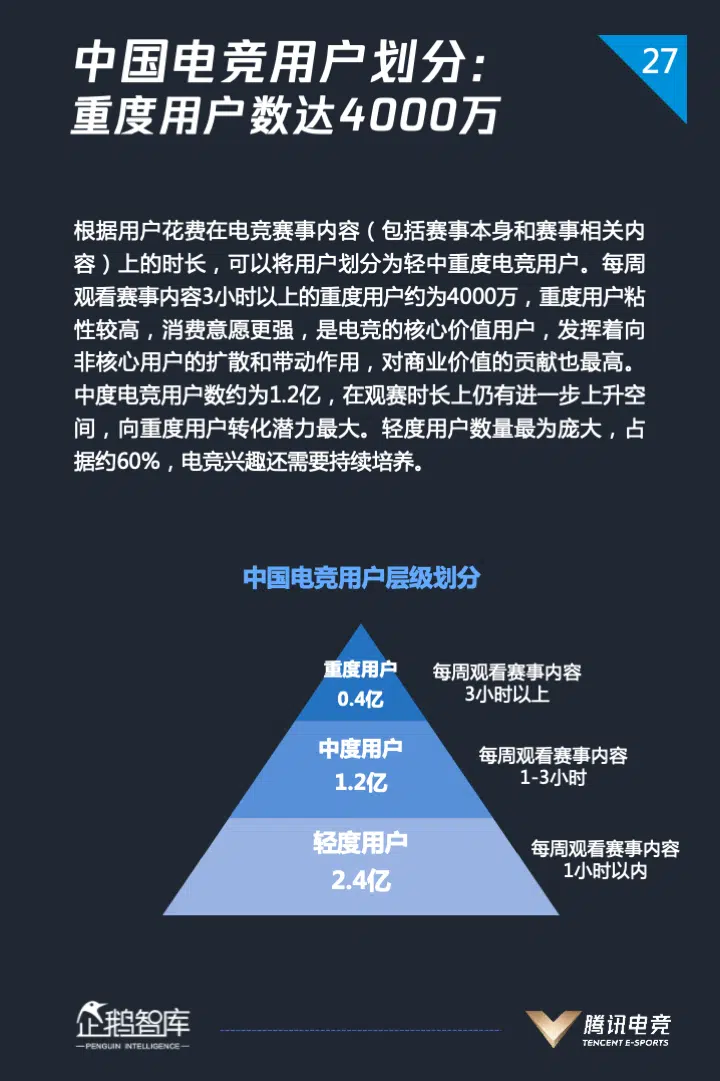 中国电竞用户划分:
27
重度用户数达4000万
根据用户花费在电竞赛事内容（包括赛事本身和赛事相关内
容）上的时长，可以将用户划分为轻中重度电竞用户。每周
观看赛事内容3小时以上的重度用户约为4000万，重度用户粘
性较高，消费意愿更强，是电竞的核心价值用户，发挥着向
非核心用户的扩散和带动作用，对商业价值的贡献也最高。
中度电竞用户数约为1.2亿，在观赛时长上仍有进一步上升空
间，向重度用户转化潜力最大。轻度用户数量最为庞大，占
据约60%，电竞兴趣还需要持续培养。
中国电竞用户层级划分
重度用户
0.4亿
每周观看赛事内容
3小时以上
中度用户
1.2亿
每周观看赛事内容
1-3小时
轻度用户
2.4亿
每周观看赛事内容
1小时以内
企鹅智库
PENGUIN INTELLIGENCE
腾讯电竞
TENCENT E-SPORTS